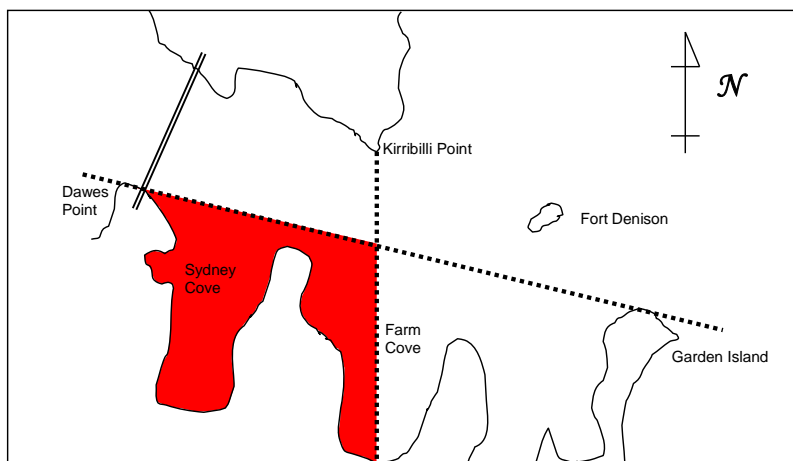 N
Kirribilli Point
Dawes
Point
Fort Denison
Sydney
Cove
Farm
Cove
Garden Island